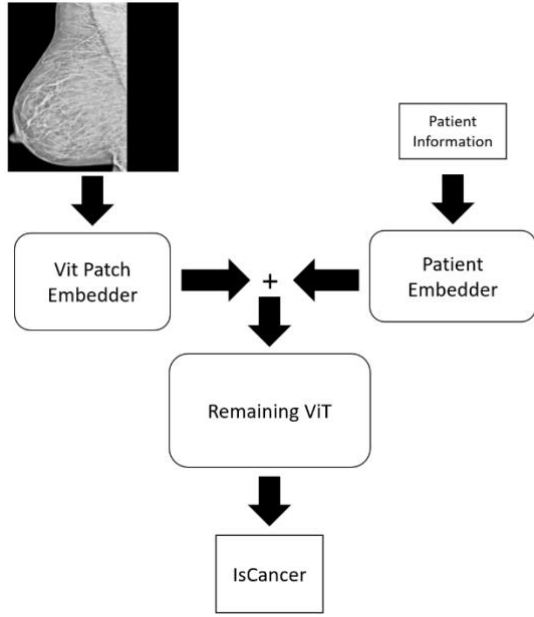 Patient
Information
Vit Patch
Embedder
+
Patient
Embedder
Remaining ViT
IsCancer